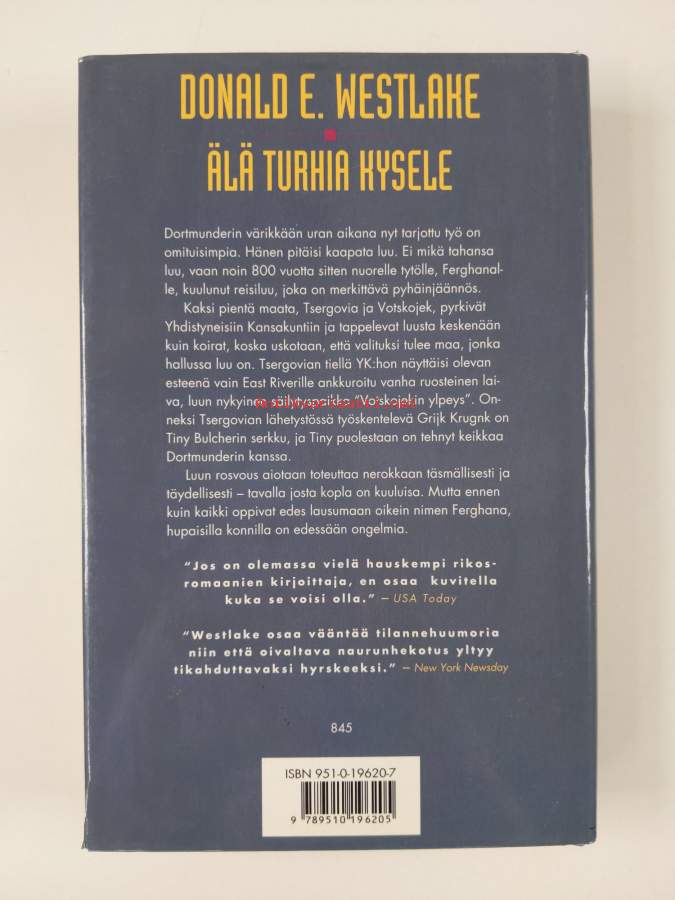 DONALD E. WESTLAKE
ÄLÄ TURHIA KYSELE
Dortmunderin värikkään uran aikana nyt tarjottu työ on
omituisimpia. Hänen pitäisi kaapata luu. Ei mikä tahansa
luu, vaan noin 800 vuotta sitten nuorelle tytölle, Ferghanal-
le, kuulunut reisiluu, joka on merkittävä pyhäinjäännös.
Kaksi pientä maata, Tsergovia ja Votskojek, pyrkivät
Yhdistyneisiin Kansakuntiin ja tappelevat luusta keskenään
kuin koirat, koska uskotaan, että valituksi tulee maa, jonka
hallussa luu on. Tsergovian tiellä YK:hon näyttäisi olevan
esteenä vain East Riverille ankkuroitu vanha ruosteinen lai-
va, luun nykyinen säilytyspaikka "Votskojekin ylpeys". On-
neksi Tsergovian lähetystössä työskentelevä Grijk Krugnk on
Tiny Bulcherin serkku, ja Tiny puolestaan on tehnyt keikkaa
Dortmunderin kanssa.
Luun rosvous aiotaan toteuttaa nerokkaan täsmällisesti ja
täydellisesti – tavalla josta kopla on kuuluisa. Mutta ennen
kuin kaikki oppivat edes lausumaan oikein nimen Ferghana,
hupaisilla konnilla on edessään ongelmia.
"Jos on olemassa vielä hauskempi rikos-
romaanien kirjoittaja, en osaa kuvitella
kuka se voisi olla." – USA Today
"Westlake osaa vääntää tilannehuumoria
niin että oivaltava naurunhekotus yltyy
tikahduttavaksi hyrskeeksi." – New York Newsday
845
ISBN 951-0-19620-7
9 789510 196205